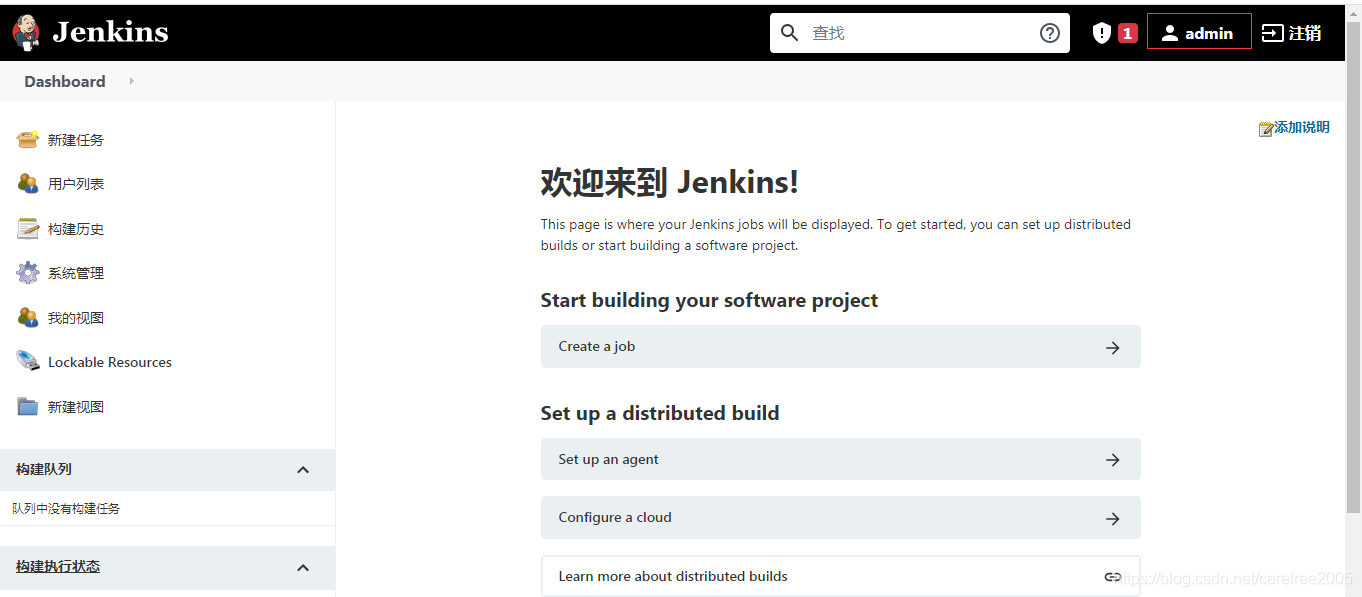 Jenkins
查找
1
admin
注销
Dashboard
新建任务
用户列表
构建历史
系统管理
我的视图
Lockable Resources
新建视图
构建队列
队列中没有构建任务
构建执行状态
添加说明
欢迎来到 Jenkins!
This page is where your Jenkins jobs will be displayed. To get started, you can set up distributed
builds or start building a software project.
Start building your software project
Create a job
Set up a distributed build
Set up an agent
Configure a cloud
Learn more about distributed builds
https://blog.csdn.net/carefree2005